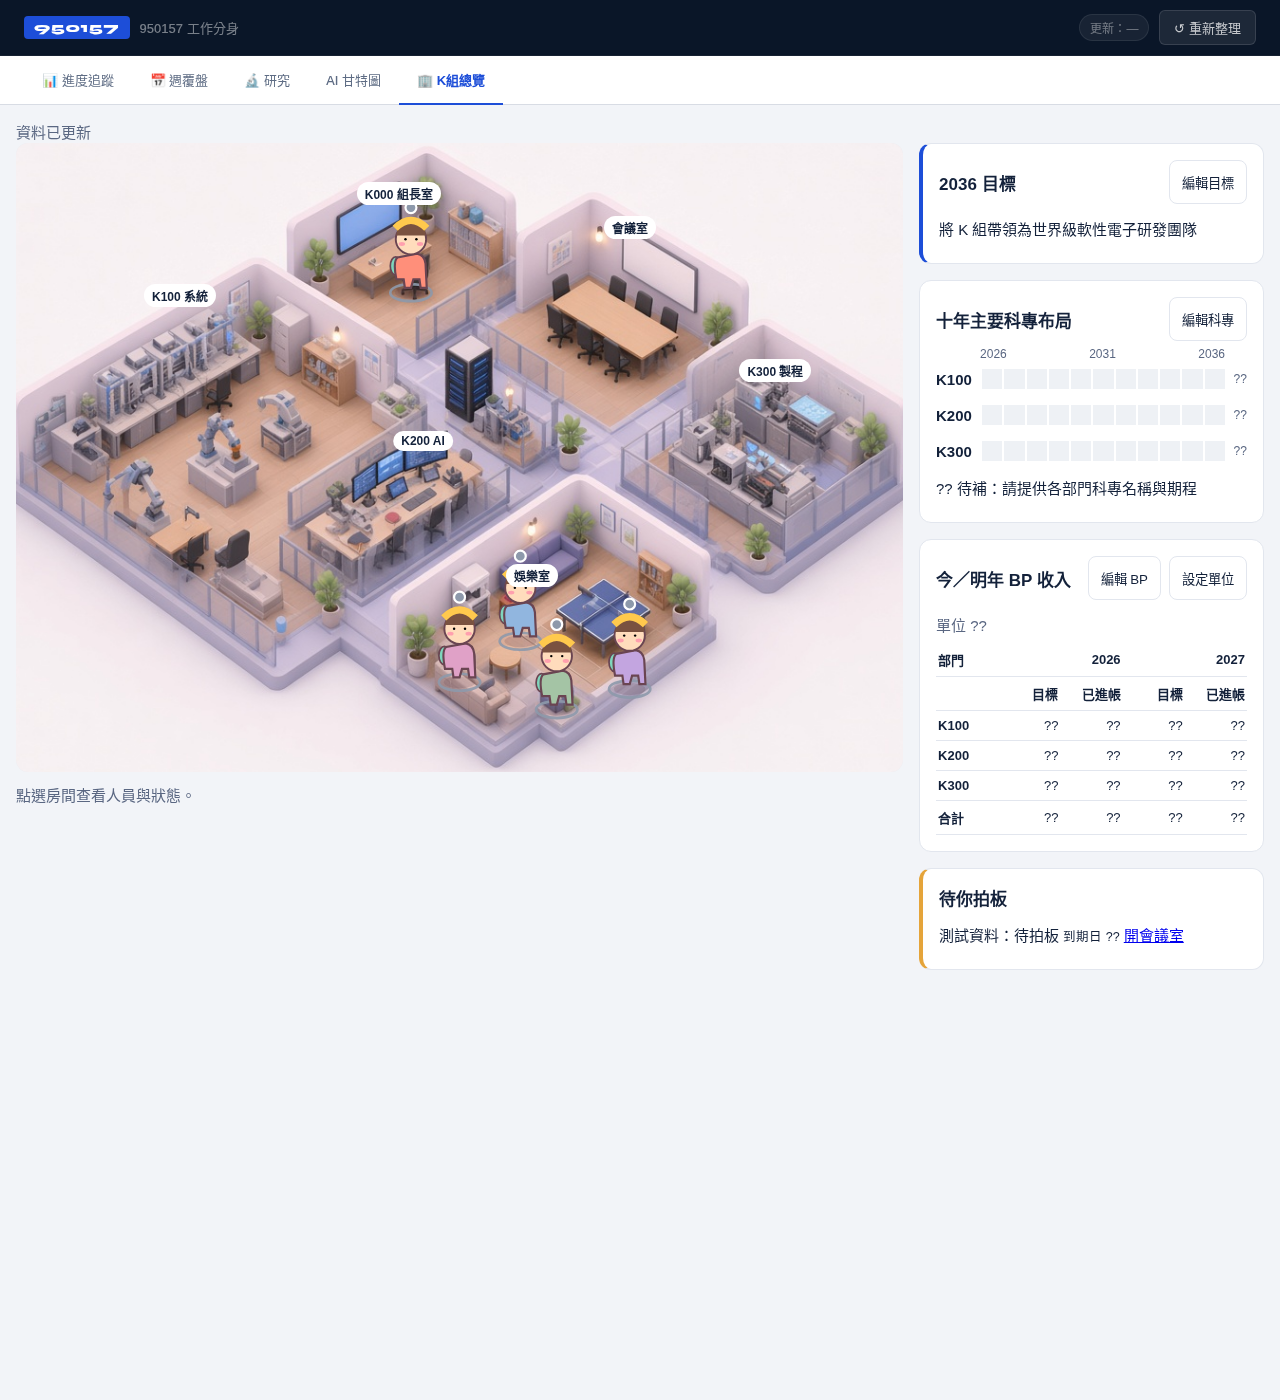 950157 950157 工作分身 更新：— ↺ 重新整理
📊 進度追蹤 📅 週覆盤 🔬 研究 AI 甘特圖 🏢 K組總覽
資料已更新
K000 組長室
會議室
K100 系統
K300 製程
K200 AI
娛樂室
點選房間查看人員與狀態。
2036 目標 編輯目標
將 K 組帶領為世界級軟性電子研發團隊
十年主要科專布局 編輯科專
2026 2031 2036
K100 ??
K200 ??
K300 ??
?? 待補：請提供各部門科專名稱與期程
今／明年 BP 收入 編輯 BP 設定單位
單位 ??
部門 2026 2027
目標 已進帳 目標 已進帳
K100 ?? ?? ?? ??
K200 ?? ?? ?? ??
K300 ?? ?? ?? ??
合計 ?? ?? ?? ??
待你拍板
測試資料：待拍板 到期日 ?? 開會議室